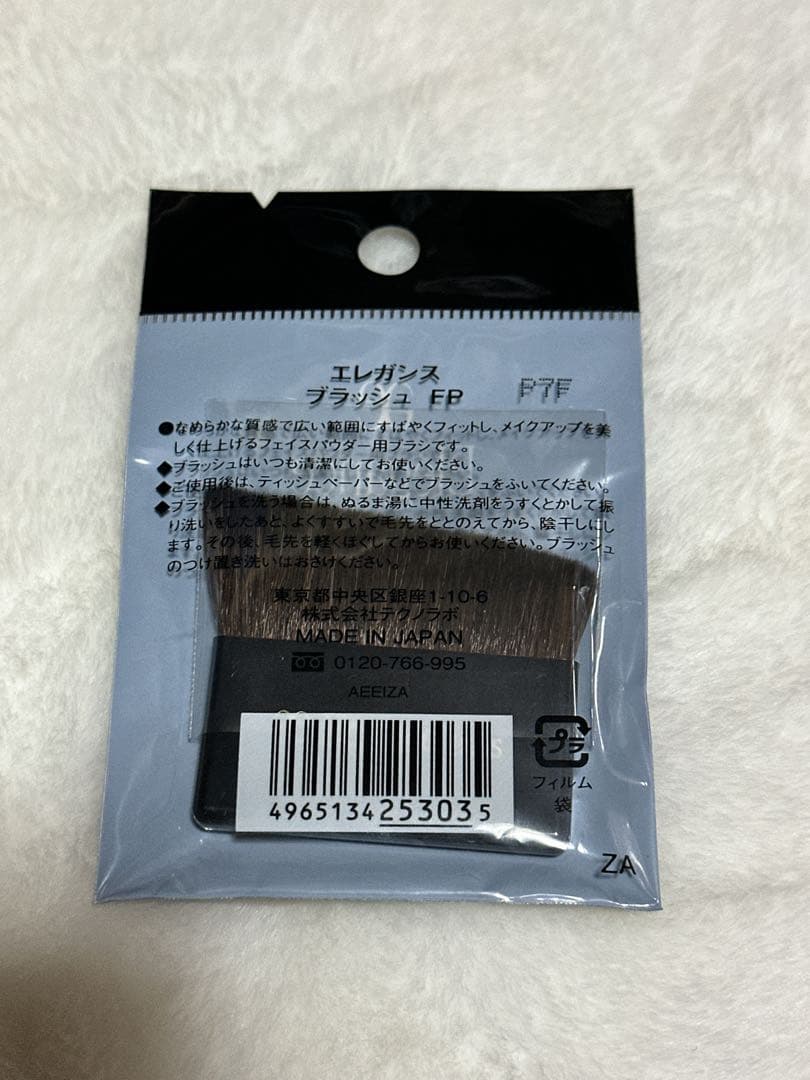 エレガンス
ブラッシュ FP
P7F
●なめらかな質感で広い範囲にすばやくフィットし、メイクアップを美
しく仕上げるフェイスパウダー用ブラシです。
◆ブラッシュはいつも清潔にしてお使いください。
◆ご使用後は、ティッシュペーパーなどでブラッシュをふいてください。
◆ブラッシュを洗う場合は、ぬるま湯に中性洗剤をうすくとかして振
り洗いをしたあと、よくすすいで毛先をととのえてから、陰干しにし
ます。その後、毛先を軽くほぐしてからお使いください。ブラッシュ
のつけ置き洗いはおさけください。
東京都中央区銀座1-10-6
株式会社テクノラボ
MADE IN JAPAN
0120-766-995
AEEIZA
4965134253035
プラ
フィルム
袋
ZA